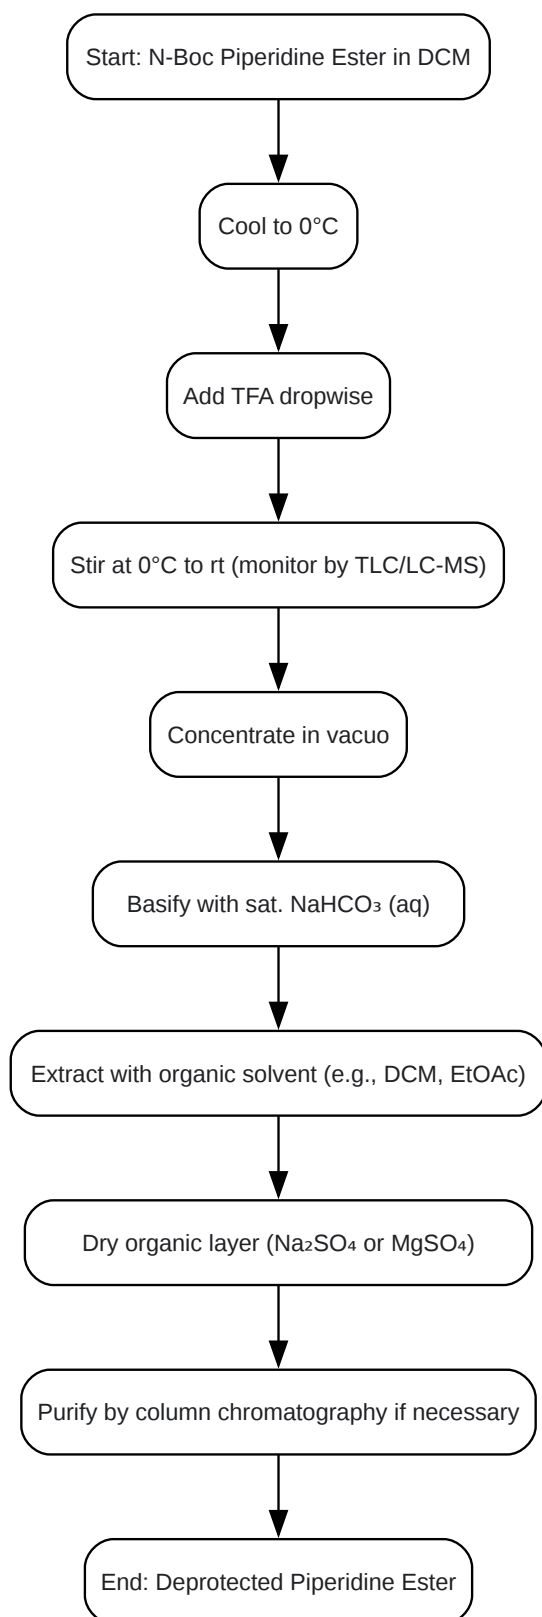 Start: N-Boc Piperidine Ester in DCM
Cool to 0°C
Add TFA dropwise
Stir at 0°C to rt (monitor by TLC/LC-MS)
Concentrate in vacuo
Basify with sat. NaHCO₃ (aq)
Extract with organic solvent (e.g., DCM, EtOAc)
Dry organic layer (Na₂SO₄ or MgSO₄)
Purify by column chromatography if necessary
End: Deprotected Piperidine Ester